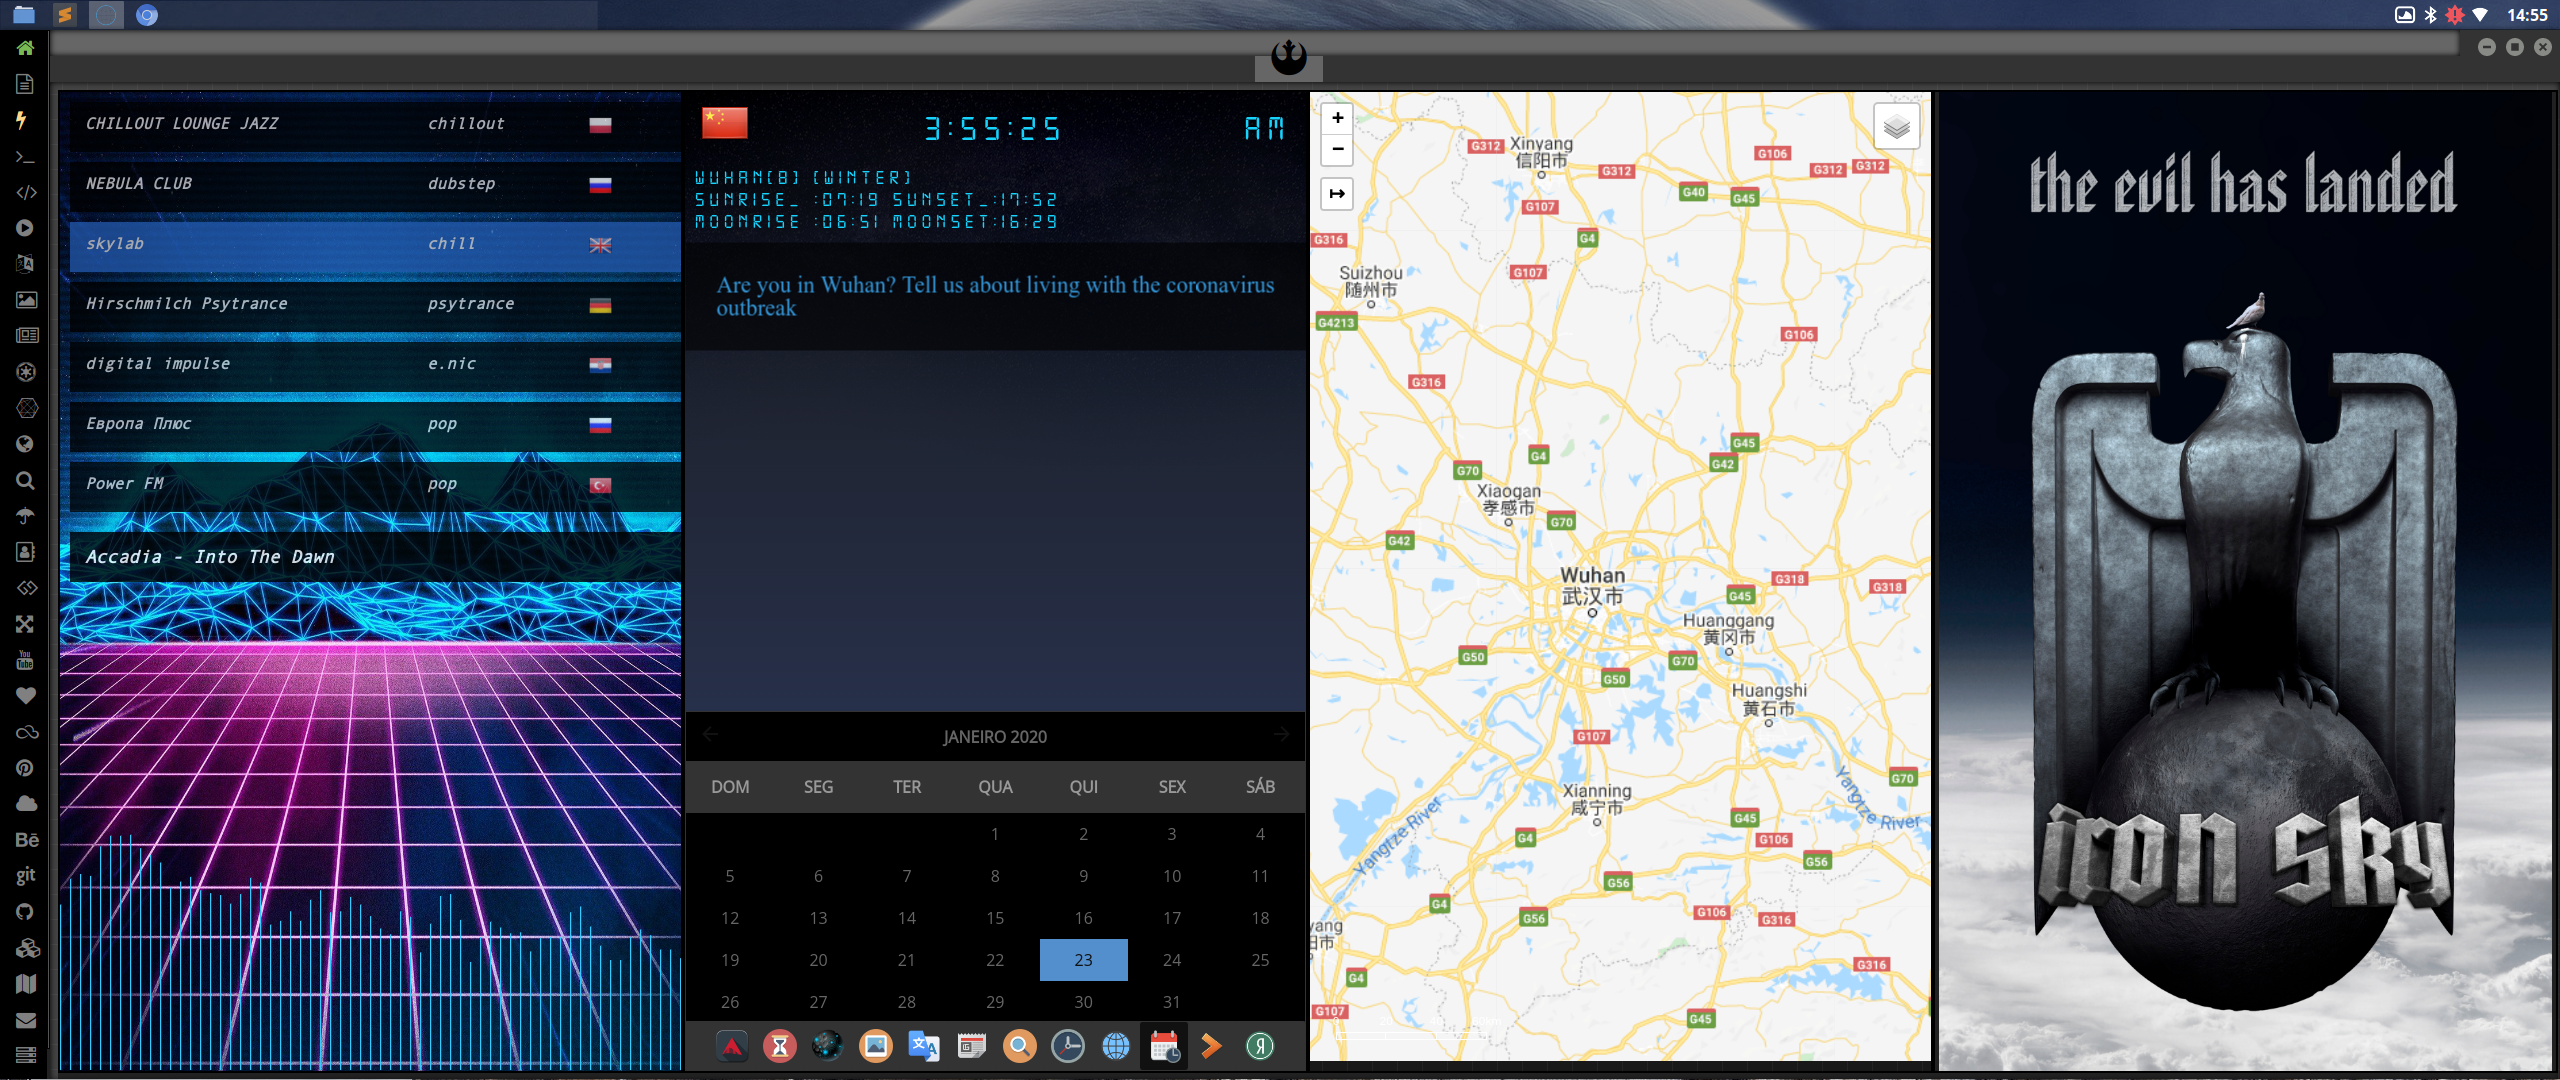 14:55
You
Tube
Bē
git
CHILLOUT LOUNGE JAZZ chillout
NEBULA CLUB dubstep
skylab chill
Hirschmilch Psytrance psytrance
digital impulse e.nic
Европа Плюс pop
Power FM pop
Accadia - Into The Dawn
3:55:25 AM
WUHAN(8) (WINTER)
SUNRISE_ :07:19 SUNSET_:17:52
MOONRISE :06:51 MOONSET:16:29
Are you in Wuhan? Tell us about living with the coronavirus
outbreak
JANEIRO 2020
DOM SEG TER QUA QUI SEX SÁB
1 2 3 4
5 6 7 8 9 10 11
12 13 14 15 16 17 18
19 20 21 22 23 24 25
26 27 28 29 30 31
+
−
G312 Xinyang G106
信阳市
G312 G312 G312
G40 G45
G107
G316 G4
Suizhou G107
随州市
G4213
G106
G316
G45
G4
G70 G42
Xiaogan
孝感市
G70
G42
Wuhan G318 G318
武汉市
G45
Huanggang
黄冈市
G50 G70
G50
Huangshi
黄石市
G107
G70
Xianning
咸宁市
Yangtze River
Yangtze River
G45
G4 G106
G56
G56
G4
G56 G106 G316
yang
阳市
G316
G4
G107 G45
the evil has landed
iron sky